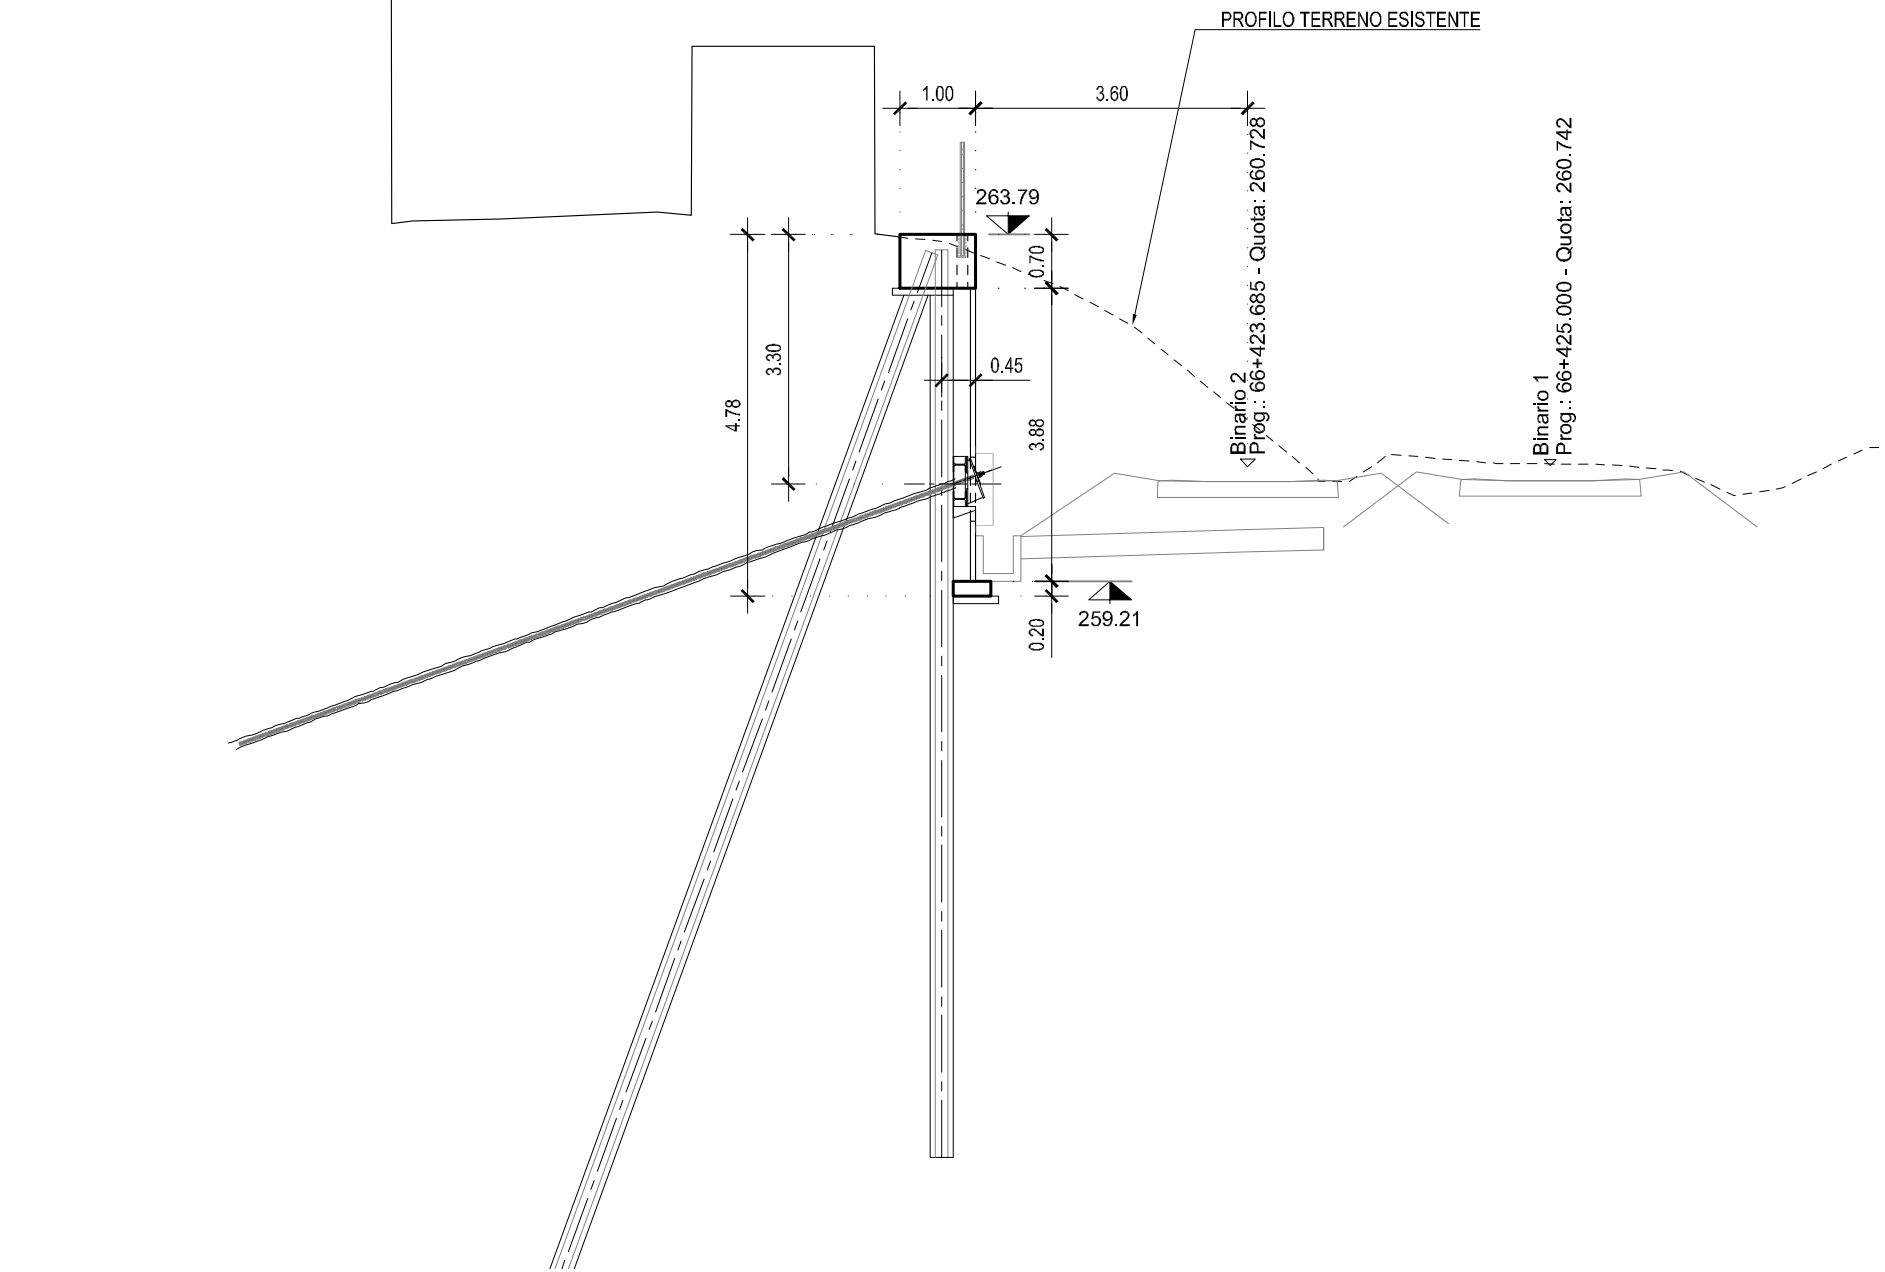 PROFILO TERRENO ESISTENTE
1.00
3.60
263.79
0.70
3.30
0.45
4.78
3.88
Binario 2
Prog.: 66+423.685 - Quota: 260.728
Binario 1
Prog.: 66+425.000 - Quota: 260.742
259.21
0.20